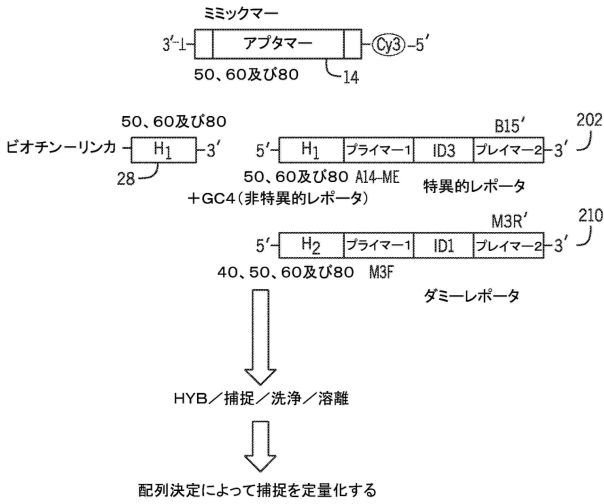 ミミックマー
3′ アプタマー Cy3 -5′
50、60及び80 14
50、60及び80 B15′ 202
ビオチンーリンカ H1 -3′ 5′- H1 プライマー1 ID3 プレイマー2 -3′
28 50、60及び80 A14-ME 特異的レポータ
+GC4(非特異的レポータ)
M3R′ 210
5′- H2 プライマー1 ID1 プレイマー2 -3′
40、50、60及び80 M3F
ダミーレポータ
HYB/捕捉/洗浄/溶離
配列決定によって捕捉を定量化する